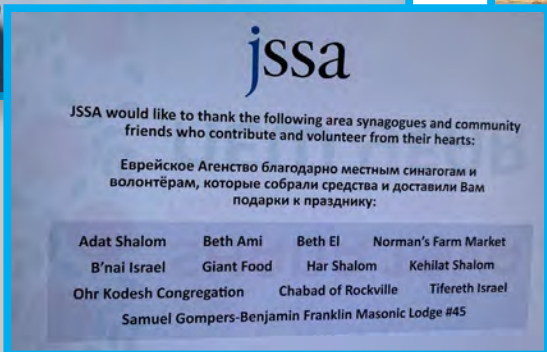 jssa
JSSA would like to thank the following area synagogues and community
friends who contribute and volunteer from their hearts:
Еврейское Агенство благодарно местным синагогам и
волонтёрам, которые собрали средства и доставили Вам
подарки к празднику:
Adat Shalom Beth Ami Beth El Norman's Farm Market
B'nai Israel Giant Food Har Shalom Kehilat Shalom
Ohr Kodesh Congregation Chabad of Rockville Tifereth Israel
Samuel Gompers-Benjamin Franklin Masonic Lodge #45